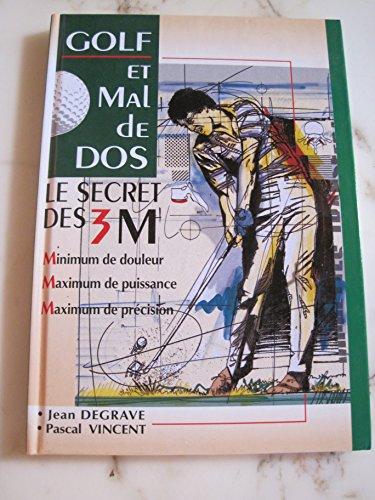 GOLF
ET
MAL
de
DOS
LE SECRET
DES 3M
Minimum de douleur
Maximum de puissance
Maximum de précision
• Jean DEGRAVE
• Pascal VINCENT